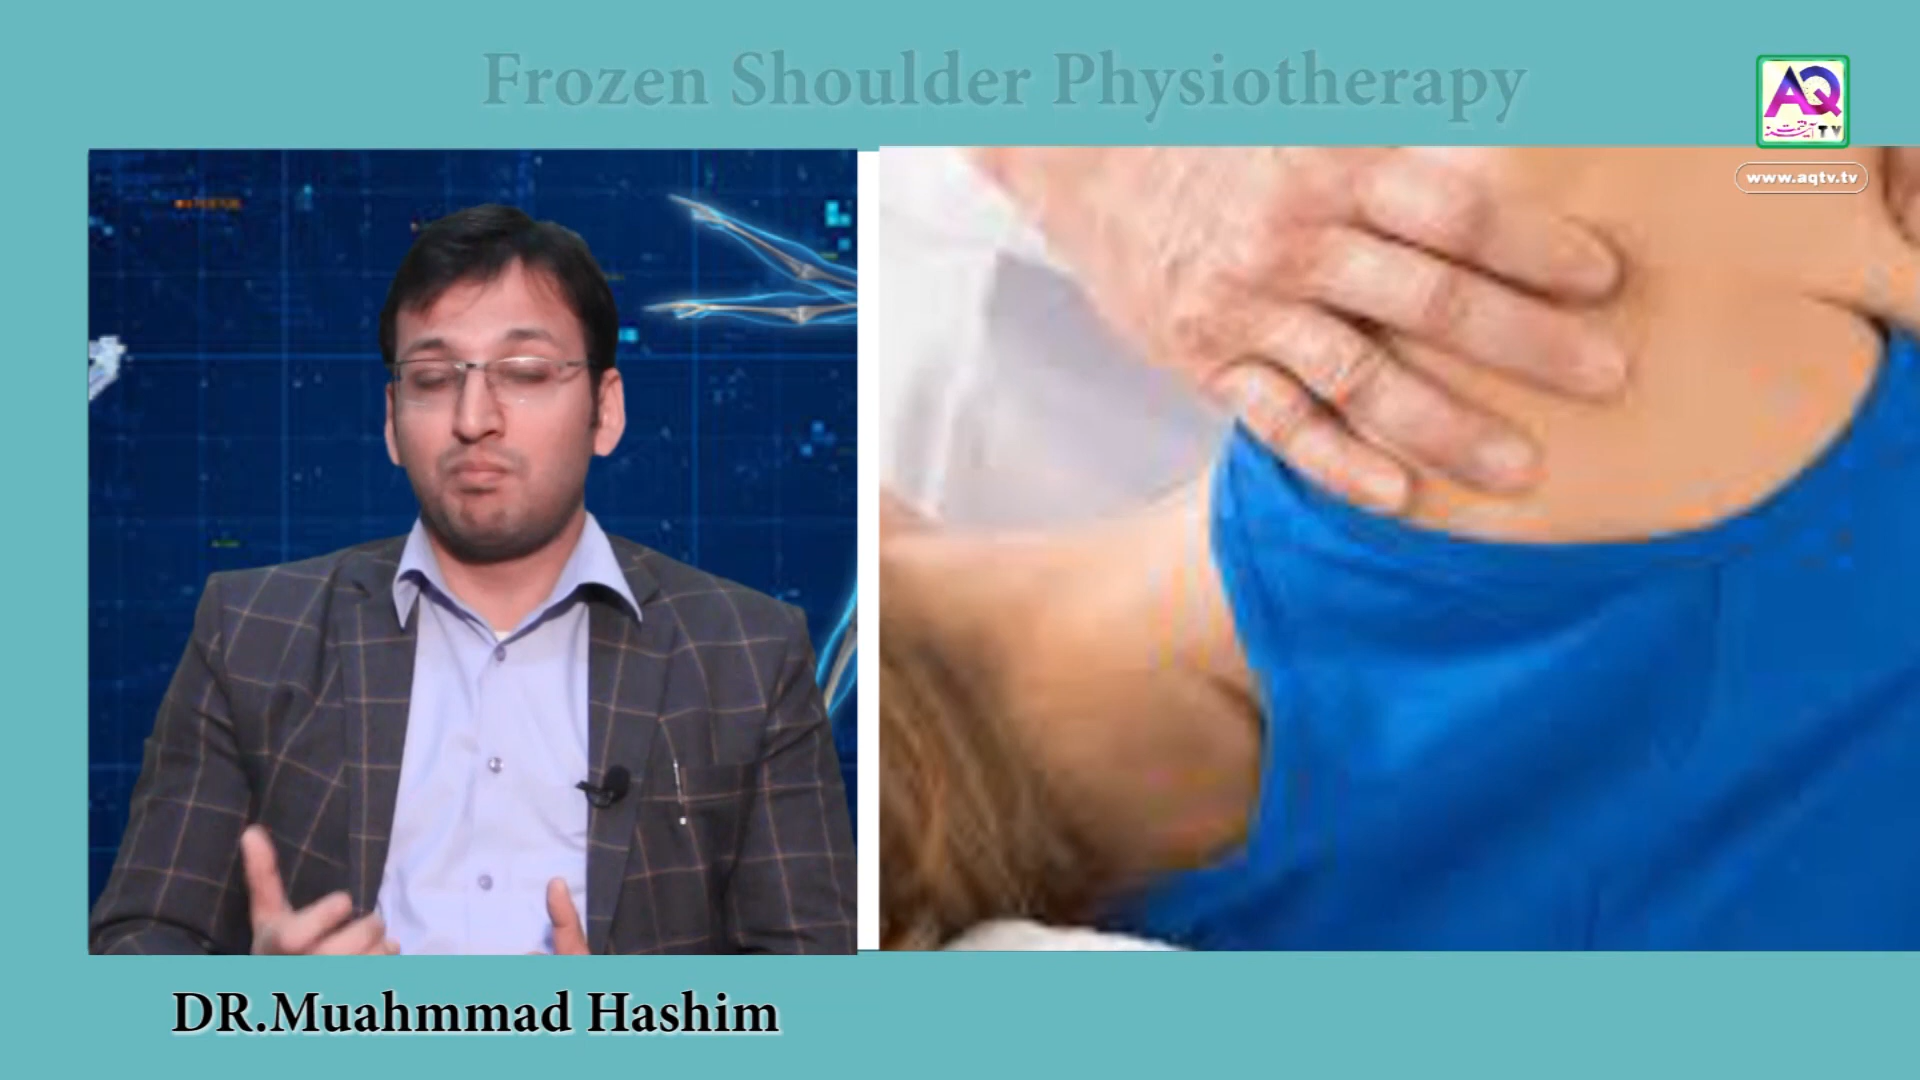 Frozen Shoulder Physiotherapy
AQ
TV
www.aqtv.tv
DR.Muahmmad Hashim